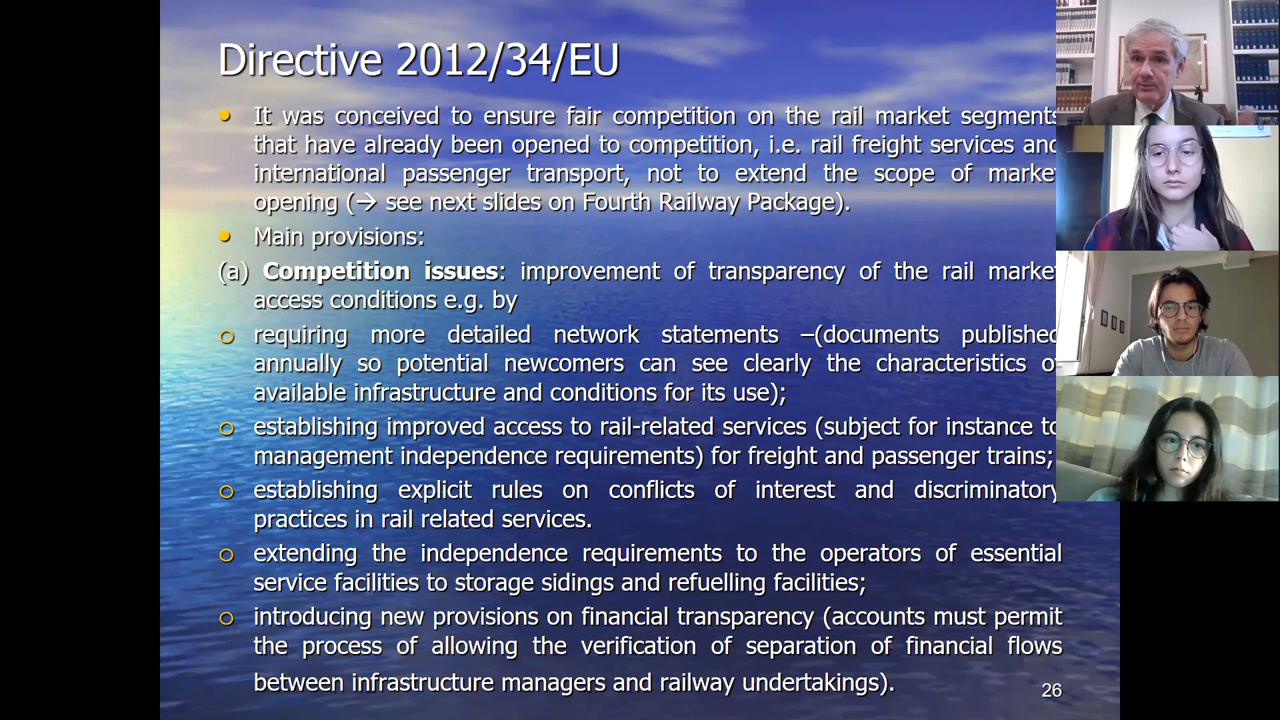 Directive 2012/34/EU
• It was conceived to ensure fair competition on the rail market segments
that have already been opened to competition, i.e. rail freight services and
international passenger transport, not to extend the scope of market
opening (→ see next slides on Fourth Railway Package).
• Main provisions:
(a) Competition issues: improvement of transparency of the rail market
access conditions e.g. by
o requiring more detailed network statements –(documents published
annually so potential newcomers can see clearly the characteristics of
available infrastructure and conditions for its use);
o establishing improved access to rail-related services (subject for instance to
management independence requirements) for freight and passenger trains;
o establishing explicit rules on conflicts of interest and discriminatory
practices in rail related services.
o extending the independence requirements to the operators of essential
service facilities to storage sidings and refuelling facilities;
o introducing new provisions on financial transparency (accounts must permit
the process of allowing the verification of separation of financial flows
between infrastructure managers and railway undertakings).
26